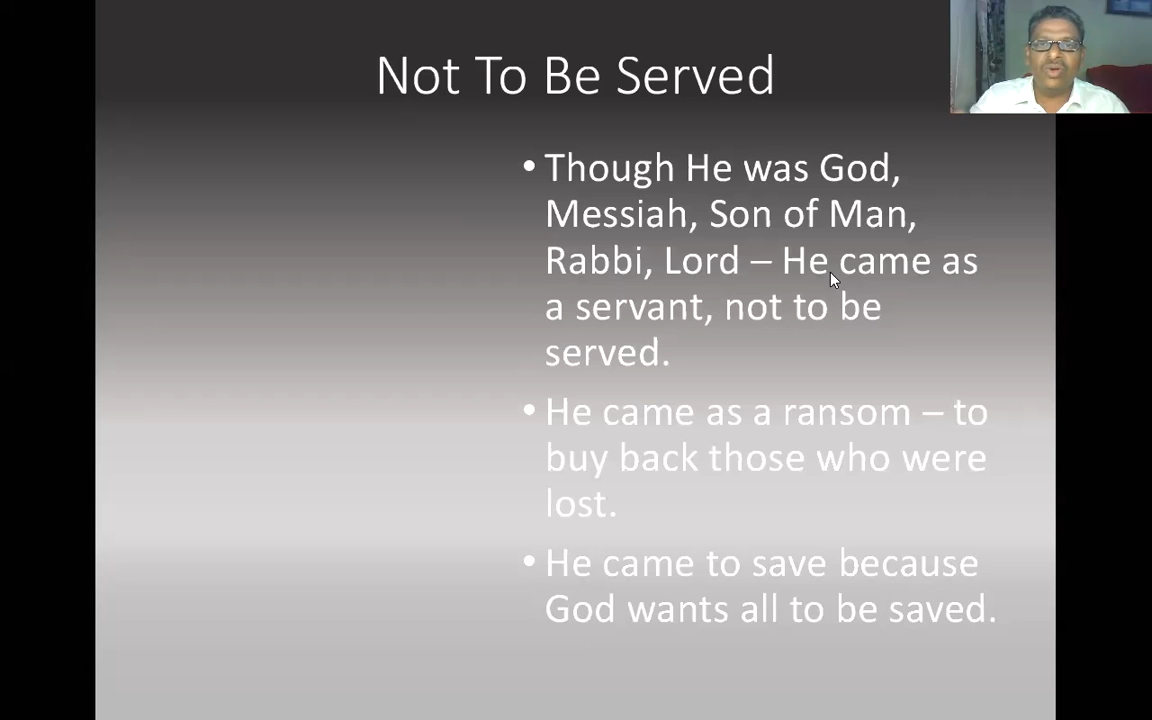 Not To Be Served
• Though He was God,
Messiah, Son of Man,
Rabbi, Lord – He came as
a servant, not to be
served.
• He came as a ransom – to
buy back those who were
lost.
• He came to save because
God wants all to be saved.